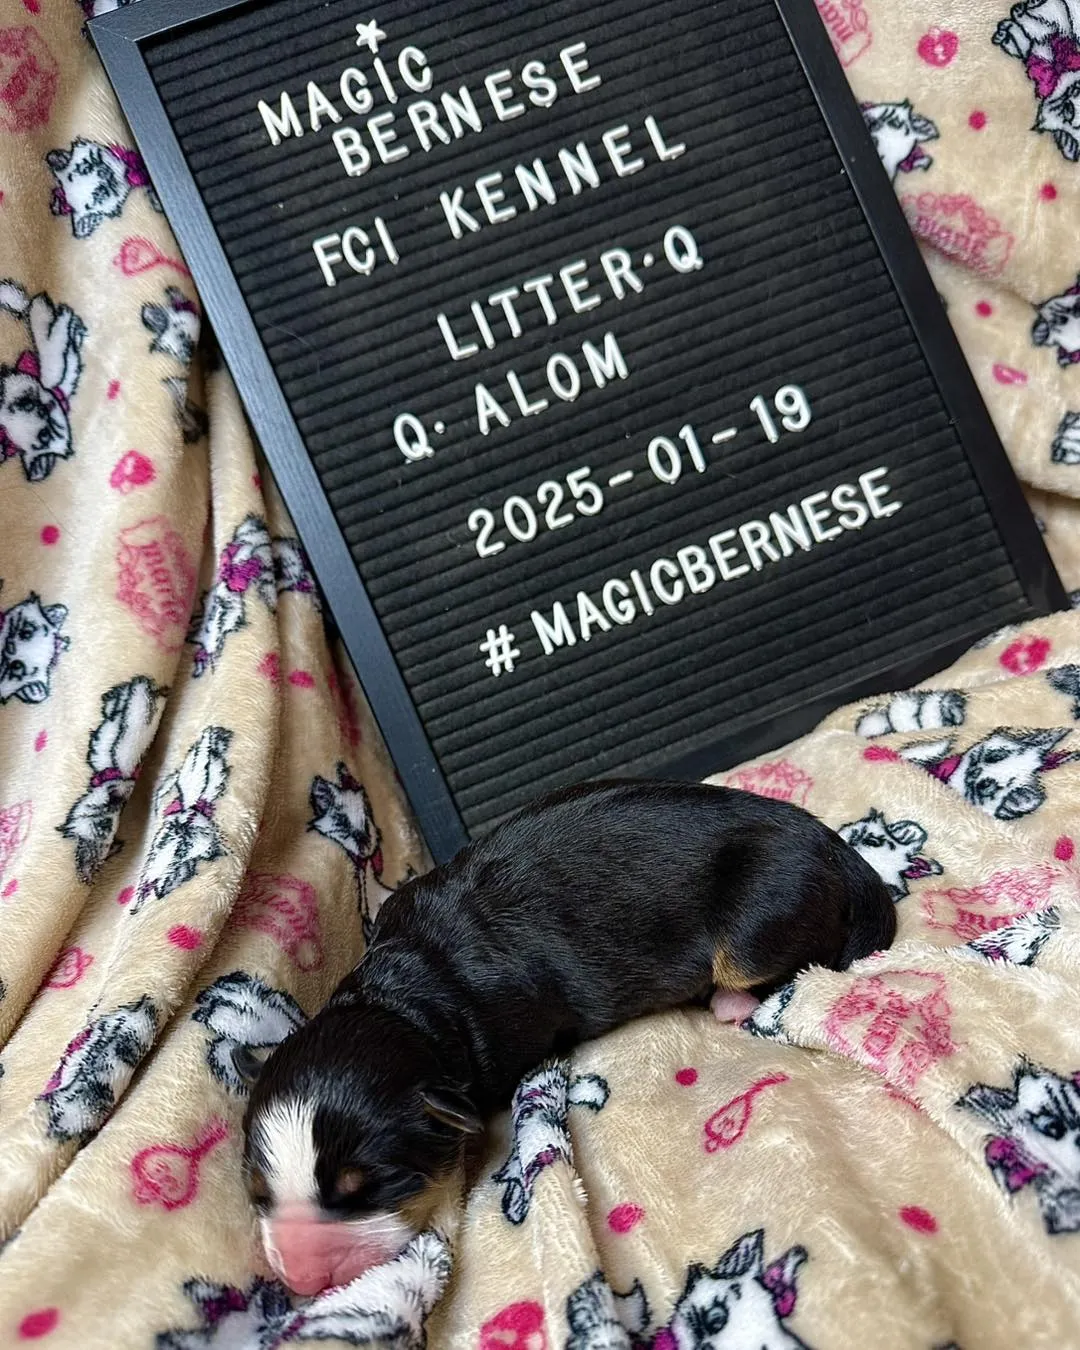 MAGIC
BERNESE
FCI KENNEL
LITTER·Q
Q· ALOM
2025-01-19
# MAGICBERNESE